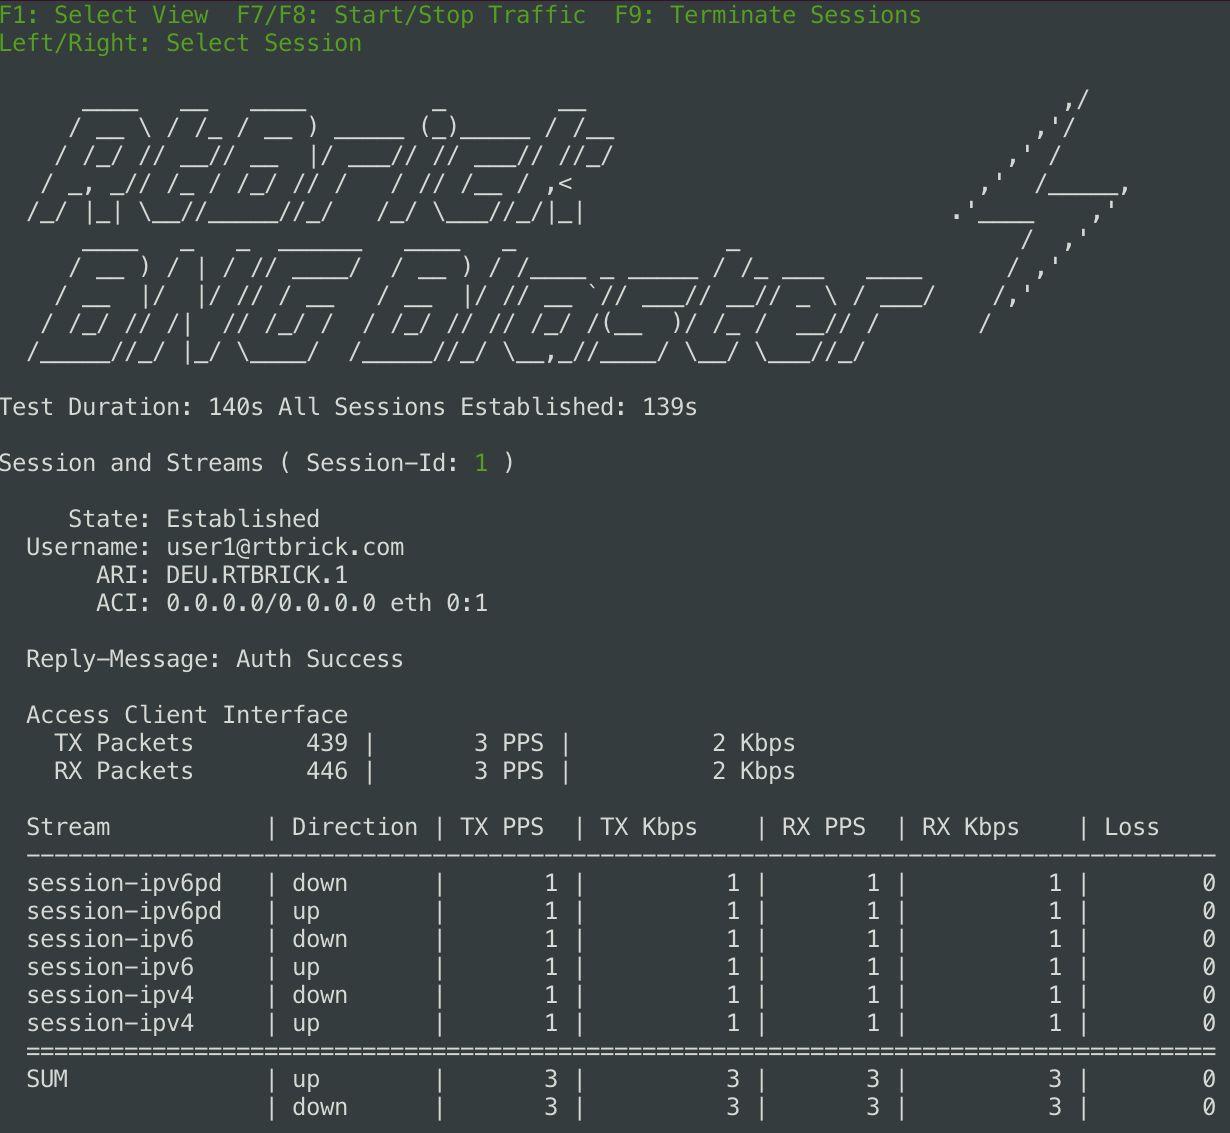 F1: Select View  F7/F8: Start/Stop Traffic  F9: Terminate Sessions
Left/Right: Select Session
RtBrick
BNG Blaster
Test Duration: 140s All Sessions Established: 139s
Session and Streams ( Session-Id: 1 )
State: Established
Username: user1@rtbrick.com
ARI: DEU.RTBRICK.1
ACI: 0.0.0.0/0.0.0.0 eth 0:1
Reply-Message: Auth Success
Access Client Interface
TX Packets        439 |       3 PPS |          2 Kbps
RX Packets        446 |       3 PPS |          2 Kbps
Stream           | Direction | TX PPS  | TX Kbps    | RX PPS  | RX Kbps    | Loss
session-ipv6pd   | down      |       1 |          1 |       1 |          1 |        0
session-ipv6pd   | up        |       1 |          1 |       1 |          1 |        0
session-ipv6     | down      |       1 |          1 |       1 |          1 |        0
session-ipv6     | up        |       1 |          1 |       1 |          1 |        0
session-ipv4     | down      |       1 |          1 |       1 |          1 |        0
session-ipv4     | up        |       1 |          1 |       1 |          1 |        0
SUM              | up        |       3 |          3 |       3 |          3 |        0
                 | down      |       3 |          3 |       3 |          3 |        0